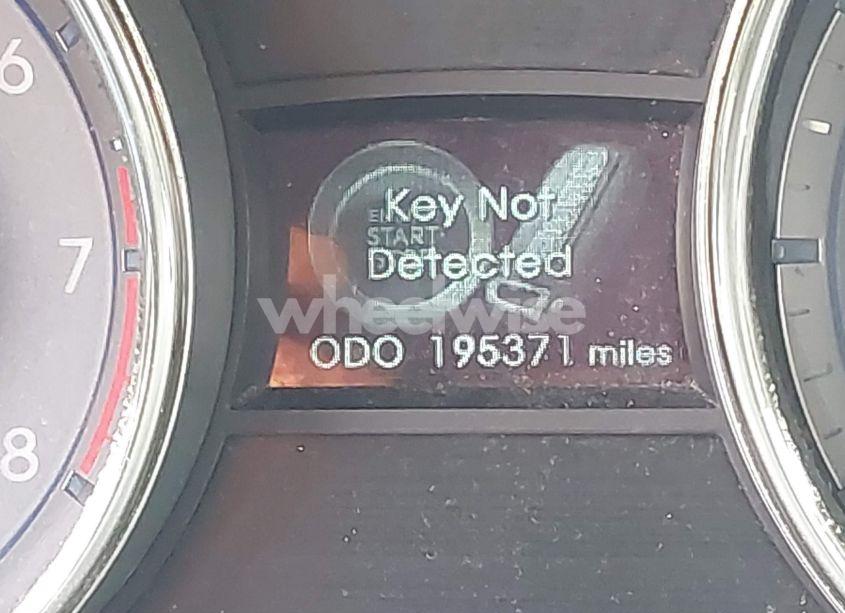 6
7
8
Key Not
START
Detected
wheelwise
ODO 195371 miles